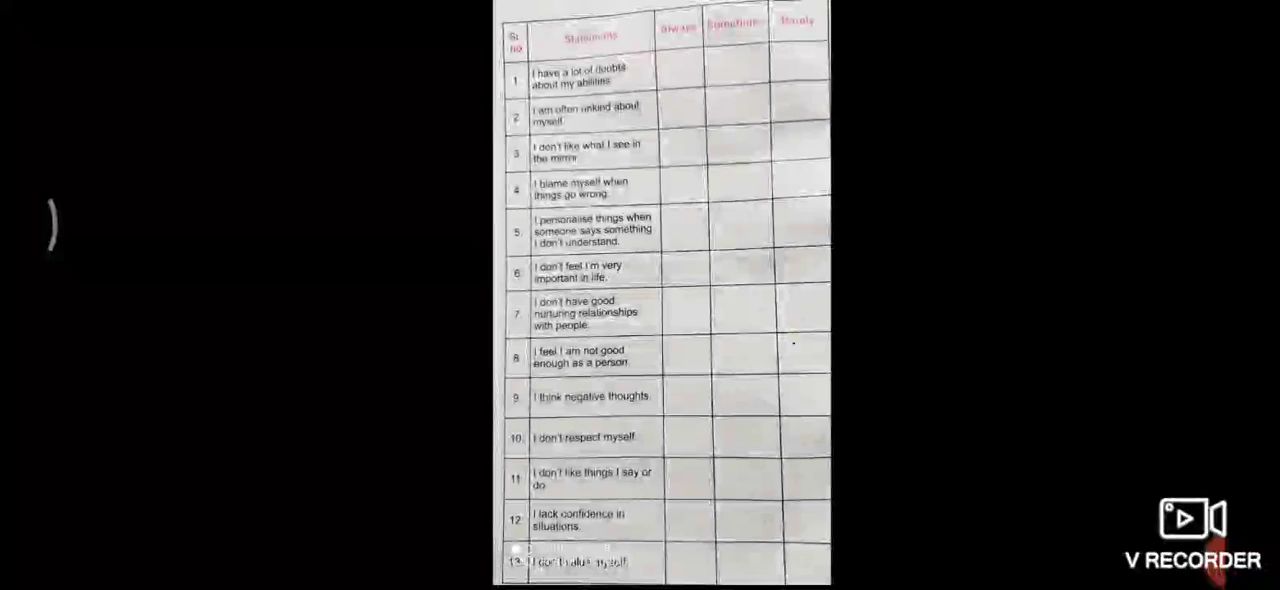 Sr. no
Statements
Always
Sometimes
Rarely
1. I have a lot of doubts
about my abilities.
2. I am often unkind about
myself.
3. I don't like what I see in
the mirror.
4. I blame myself when
things go wrong.
5. I personalise things when
someone says something
I don't understand.
6. I don't feel I'm very
important in life.
7. I don't have good
nurturing relationships
with people.
8. I feel I am not good
enough as a person.
9. I think negative thoughts.
10. I don't respect myself.
11. I don't like things I say or
do.
12. I lack confidence in
situations.
13. I don't value myself.
V RECORDER